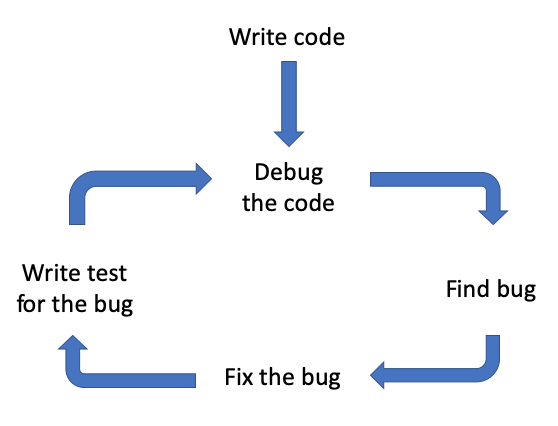 Write code
Debug
the code
Find bug
Fix the bug
Write test
for the bug